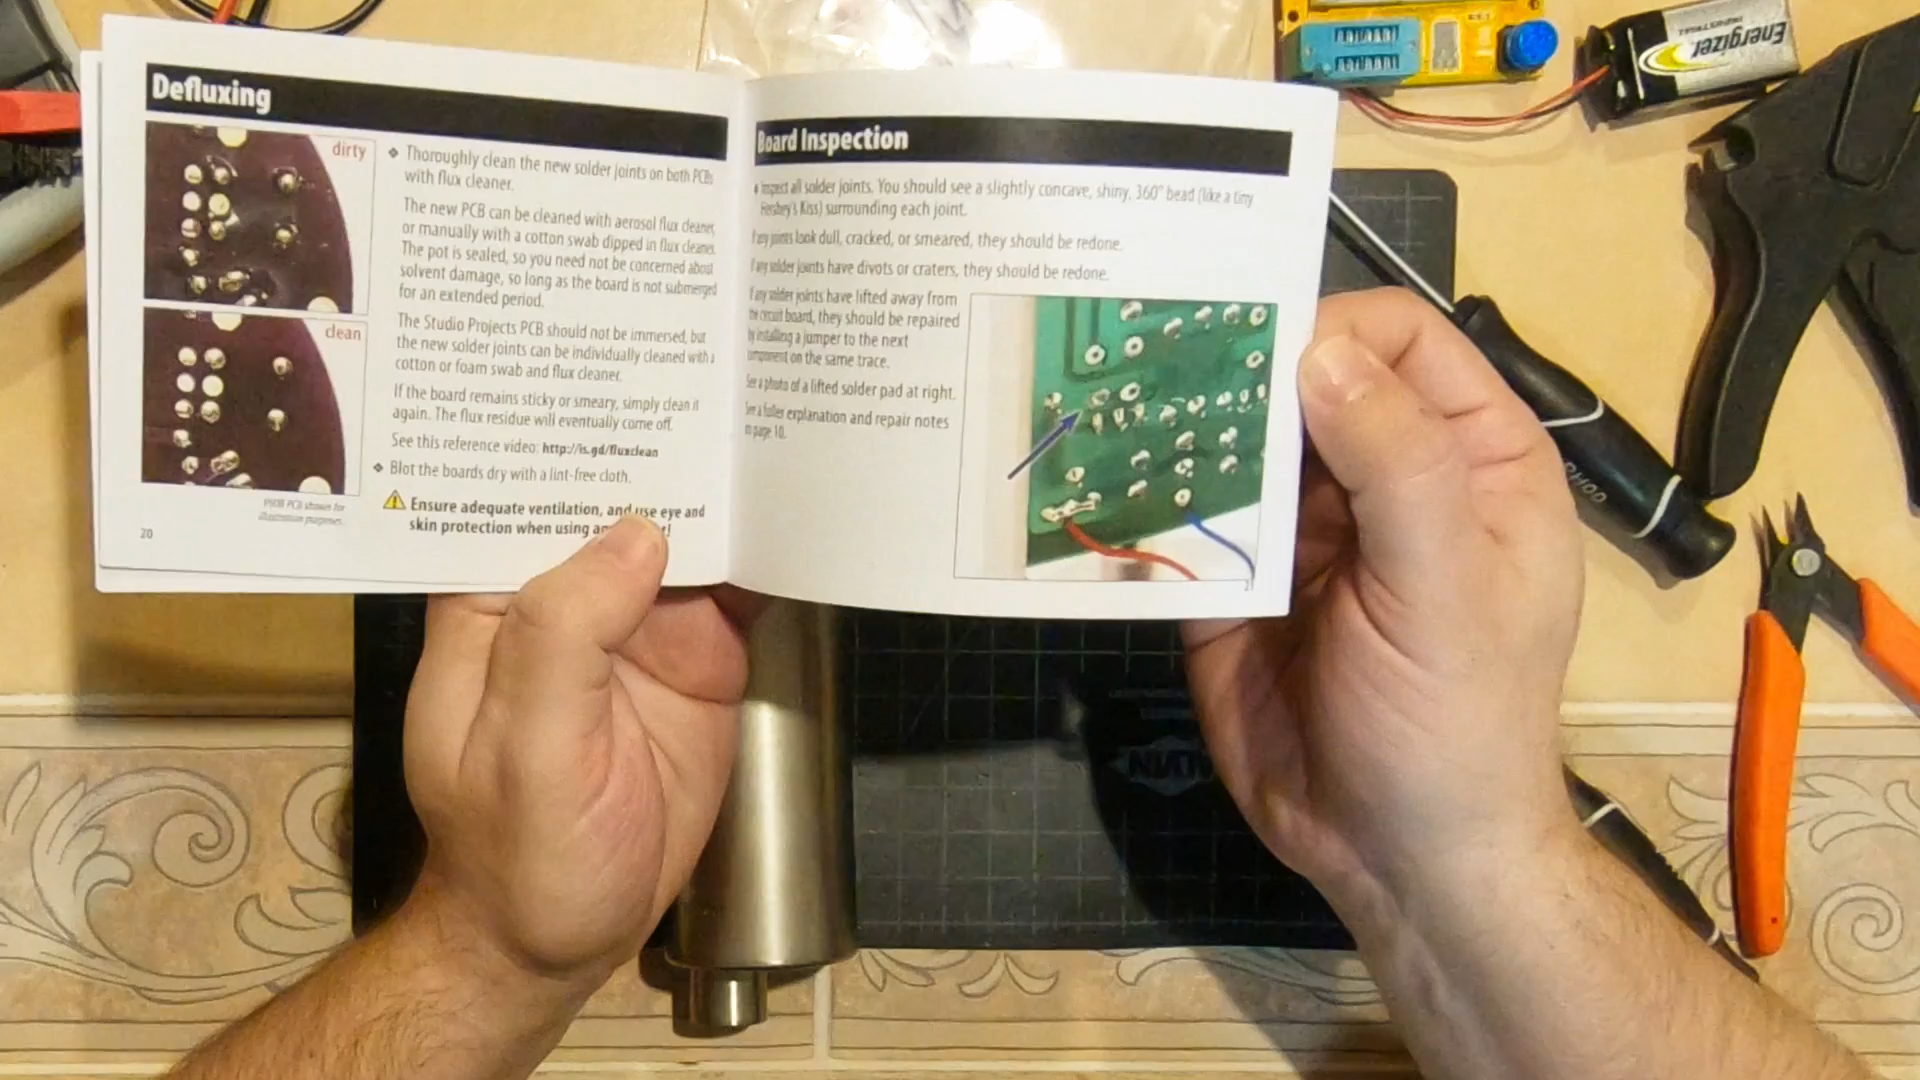 Defluxing
dirty
clean
❖ Thoroughly clean the new solder joints on both PCBs
with flux cleaner.
The new PCB can be cleaned with aerosol flux cleaner,
or manually with a cotton swab dipped in flux cleaner.
The pot is sealed, so you need not be concerned about
solvent damage, so long as the board is not submerged
for an extended period.
The Studio Projects PCB should not be immersed, but
the new solder joints can be individually cleaned with a
cotton or foam swab and flux cleaner.
If the board remains sticky or smeary, simply clean it
again. The flux residue will eventually come off.
See this reference video: http://is.gd/fluxclean
❖ Blot the boards dry with a lint-free cloth.
Ensure adequate ventilation, and use eye and
skin protection when using
PCB shown for
illustration purposes.
20
Board Inspection
Inspect all solder joints. You should see a slightly concave, shiny, 360° bead (like a tiny
Hershey's Kiss) surrounding each joint.
If any joints look dull, cracked, or smeared, they should be redone.
If any solder joints have divots or craters, they should be redone.
If any solder joints have lifted away from
the circuit board, they should be repaired
by installing a jumper to the next
component on the same trace.
See a photo of a lifted solder pad at right.
See a fuller explanation and repair notes
on page 10.
21
Energizer
INDUSTRIAL